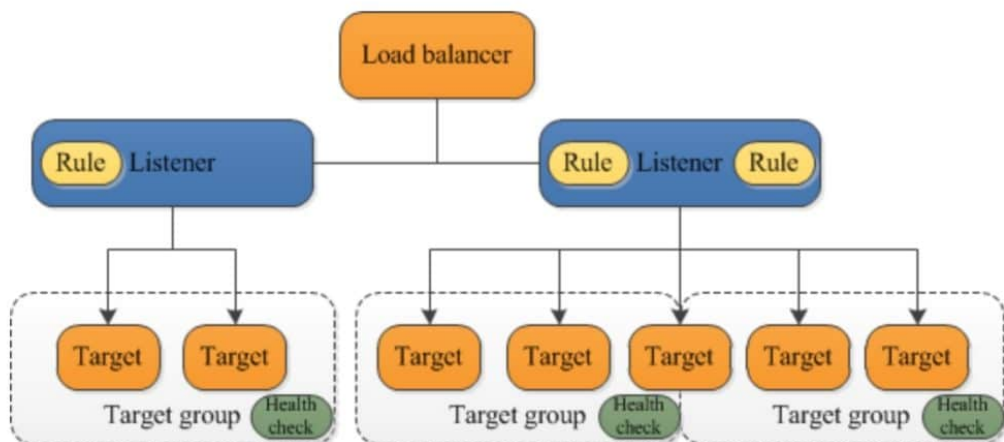 Load balancer
Rule Listener
Rule Listener Rule
Target Target
Target Target Target Target Target
Target group Health check
Target group Health check
Target group Health check